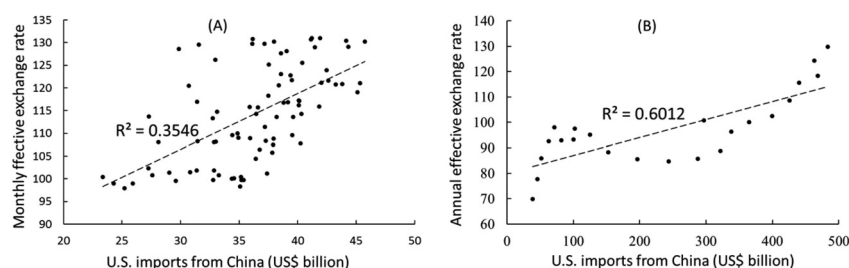 (A)
Monthly ffective exchange rate
135
130
125
120
115
110
105
100
95
90
R² = 0.3546
20 25 30 35 40 45 50
U.S. imports from China (US$ billion)
(B)
Annual effective exchange rate
140
130
120
110
100
90
80
70
60
R² = 0.6012
0 100 200 300 400 500
U.S. imports from China (US$ billion)